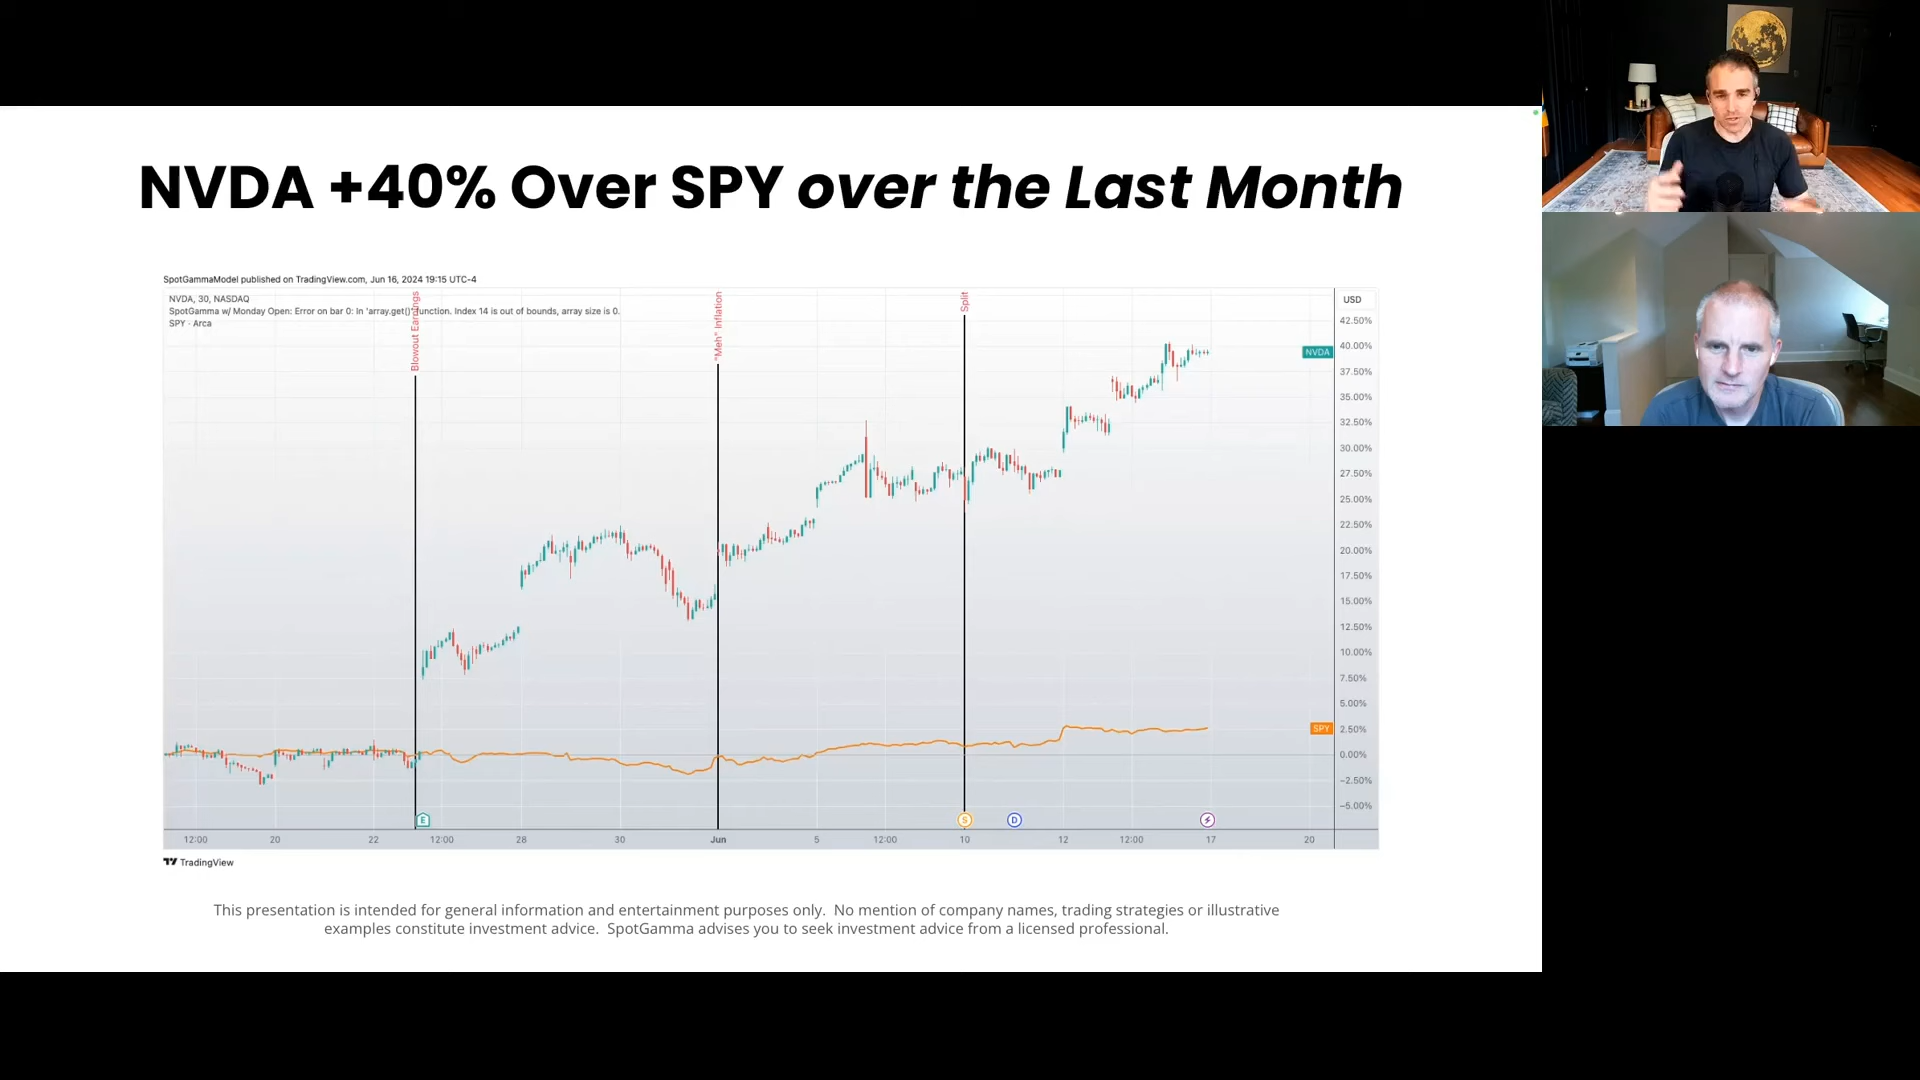 NVDA +40% Over SPY over the Last Month
SpotGammaModel published on TradingView.com, Jun 16, 2024 19:15 UTC-4
NVDA, 30, NASDAQ
SpotGamma w/ Monday Open: Error on bar 0: In 'array.get()' function. Index 14 is out of bounds, array size is 0.
SPY · Arca
Blowout Earnings
"Meh" Inflation
Split
USD
42.50%
40.00%
NVDA
37.50%
35.00%
32.50%
30.00%
27.50%
25.00%
22.50%
20.00%
17.50%
15.00%
12.50%
10.00%
7.50%
5.00%
SPY
2.50%
0.00%
−2.50%
−5.00%
E
S
D
12:00 20 22 12:00 28 30 Jun 5 12:00 10 12 12:00 17 20
TradingView
This presentation is intended for general information and entertainment purposes only. No mention of company names, trading strategies or illustrative
examples constitute investment advice. SpotGamma advises you to seek investment advice from a licensed professional.